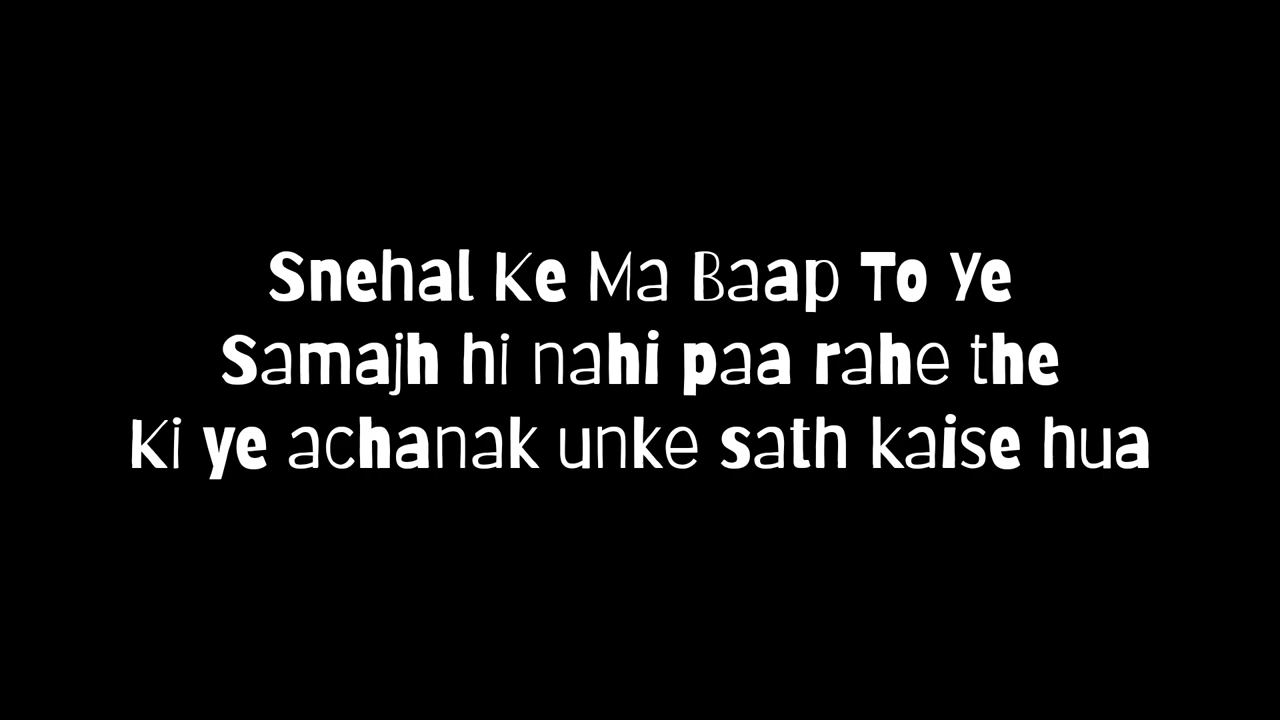 Snehal Ke Ma Baap To Ye
Samajh hi nahi paa rahe the
Ki ye achanak unke sath kaise hua